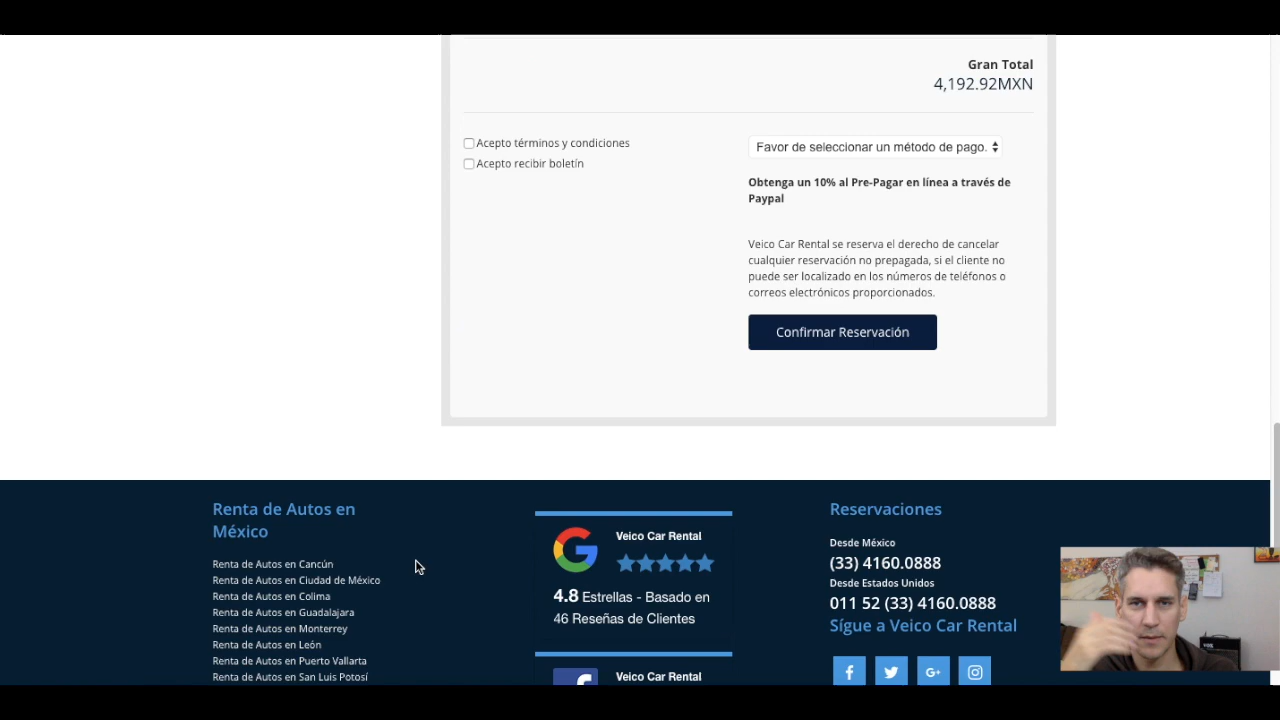 Gran Total
4,192.92MXN
Acepto términos y condiciones
Acepto recibir boletín
Favor de seleccionar un método de pago.
Obtenga un 10% al Pre-Pagar en línea a través de
Paypal
Veico Car Rental se reserva el derecho de cancelar
cualquier reservación no prepagada, si el cliente no
puede ser localizado en los números de teléfonos o
correos electrónicos proporcionados.
Confirmar Reservación
Renta de Autos en
México
Renta de Autos en Cancún
Renta de Autos en Ciudad de México
Renta de Autos en Colima
Renta de Autos en Guadalajara
Renta de Autos en Monterrey
Renta de Autos en León
Renta de Autos en Puerto Vallarta
Renta de Autos en San Luis Potosí
Veico Car Rental
4.8 Estrellas - Basado en
46 Reseñas de Clientes
Veico Car Rental
Reservaciones
Desde México
(33) 4160.0888
Desde Estados Unidos
011 52 (33) 4160.0888
Sígue a Veico Car Rental